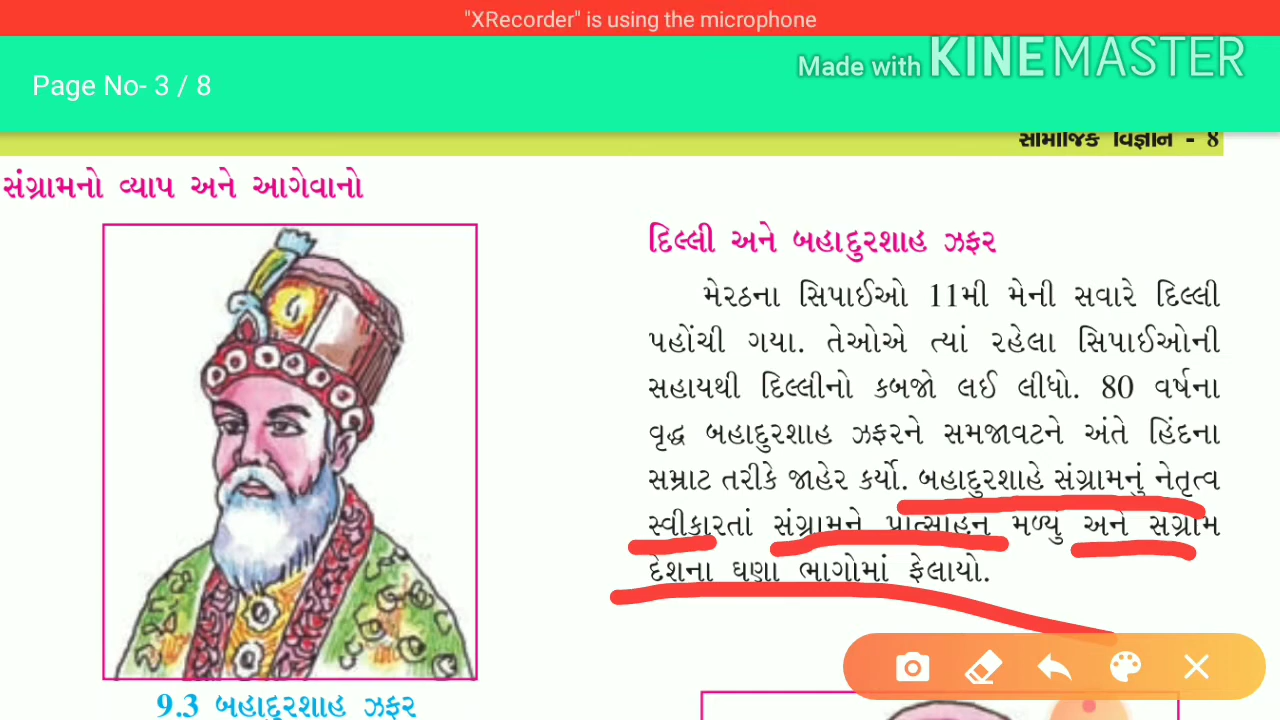 "XRecorder" is using the microphone
Made with KINEMASTER
Page No- 3 / 8
સામાજિક વિજ્ઞાન - 8
સંગ્રામનો વ્યાપ અને આગેવાનો
દિલ્લી અને બહાદુરશાહ ઝફર
મેરઠના સિપાઈઓ 11મી મેની સવારે દિલ્લી
પહોંચી ગયા. તેઓએ ત્યાં રહેલા સિપાઈઓની
સહાયથી દિલ્લીનો કબજો લઈ લીધો. 80 વર્ષના
વૃદ્ધ બહાદુરશાહ ઝફરને સમજાવટને અંતે હિંદના
સમ્રાટ તરીકે જાહેર કર્યો. બહાદુરશાહે સંગ્રામનું નેતૃત્વ
સ્વીકારતાં સંગ્રામને પ્રોત્સાહન મળ્યું અને સંગ્રામ
દેશના ઘણા ભાગોમાં ફેલાયો.
9.3 બહાદુરશાહ ઝફર